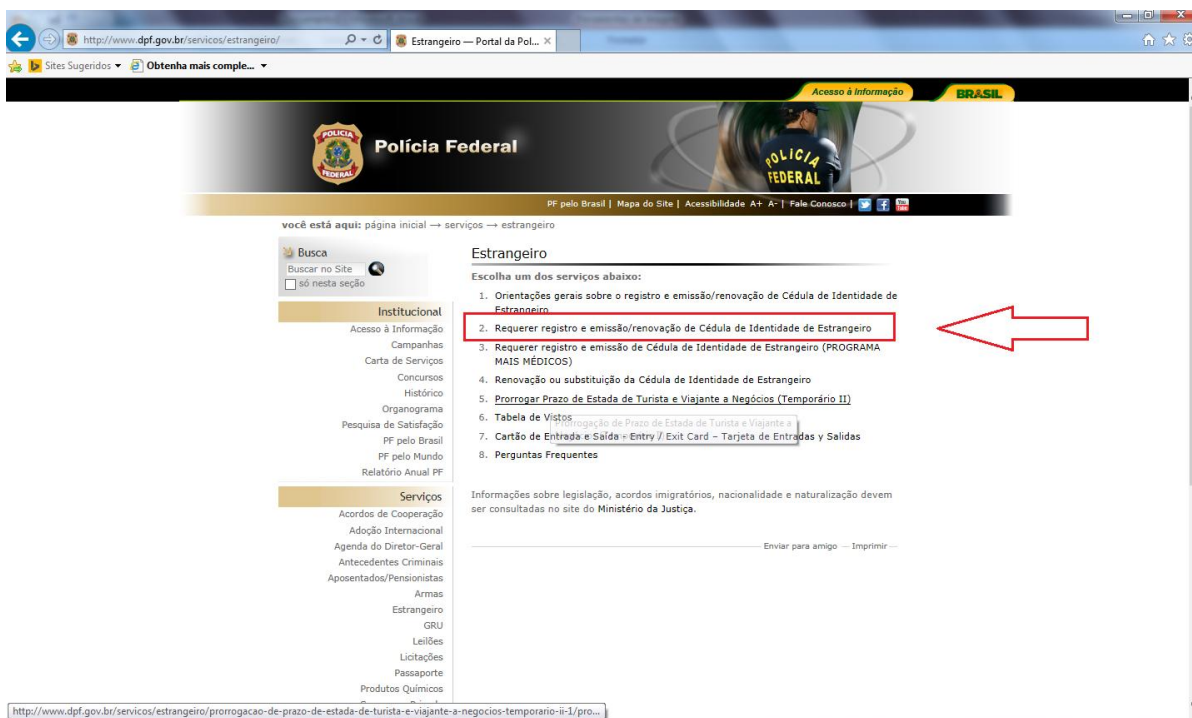 http://www.dpf.gov.br/servicos/estrangeiro/
Estrangeiro — Portal da Pol...
Sites Sugeridos
Obtenha mais comple...
Acesso à Informação
BRASIL
POLICIA
FEDERAL
Polícia Federal
POLICIA
FEDERAL
PF pelo Brasil | Mapa do Site | Acessibilidade A+ A- | Fale Conosco |
You
Tube
você está aqui: página inicial → serviços → estrangeiro
Busca
Buscar no Site
só nesta seção
Institucional
Acesso à Informação
Campanhas
Carta de Serviços
Concursos
Histórico
Organograma
Pesquisa de Satisfação
PF pelo Brasil
PF pelo Mundo
Relatório Anual PF
Serviços
Acordos de Cooperação
Adoção Internacional
Agenda do Diretor-Geral
Antecedentes Criminais
Aposentados/Pensionistas
Armas
Estrangeiro
GRU
Leilões
Licitações
Passaporte
Produtos Químicos
Estrangeiro
Escolha um dos serviços abaixo:
1. Orientações gerais sobre o registro e emissão/renovação de Cédula de Identidade de
Estrangeiro
2. Requerer registro e emissão/renovação de Cédula de Identidade de Estrangeiro
3. Requerer registro e emissão de Cédula de Identidade de Estrangeiro (PROGRAMA
MAIS MÉDICOS)
4. Renovação ou substituição da Cédula de Identidade de Estrangeiro
5. Prorrogar Prazo de Estada de Turista e Viajante a Negócios (Temporário II)
6. Tabela de Vistos
Prorrogação de Prazo de Estada de Turista e Viajante a
7. Cartão de Entrada e Saída - Entry / Exit Card – Tarjeta de Entradas y Salidas
8. Perguntas Frequentes
Informações sobre legislação, acordos imigratórios, nacionalidade e naturalização devem
ser consultadas no site do Ministério da Justiça.
Enviar para amigo — Imprimir
http://www.dpf.gov.br/servicos/estrangeiro/prorrogacao-de-prazo-de-estada-de-turista-e-viajante-a-negocios-temporario-ii-1/pro...